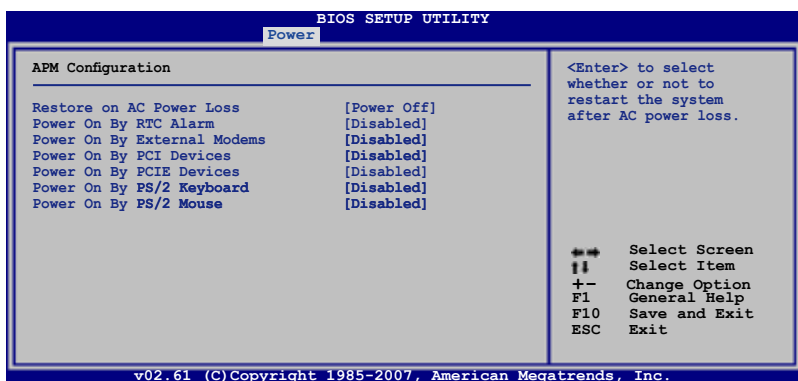 BIOS SETUP UTILITY
Power
APM Configuration
Restore on AC Power Loss [Power Off]
Power On By RTC Alarm [Disabled]
Power On By External Modems [Disabled]
Power On By PCI Devices [Disabled]
Power On By PCIE Devices [Disabled]
Power On By PS/2 Keyboard [Disabled]
Power On By PS/2 Mouse [Disabled]
<Enter> to select
whether or not to
restart the system
after AC power loss.
←→ Select Screen
↑↓ Select Item
+- Change Option
F1 General Help
F10 Save and Exit
ESC Exit
v02.61 (C)Copyright 1985-2007, American Megatrends, Inc.